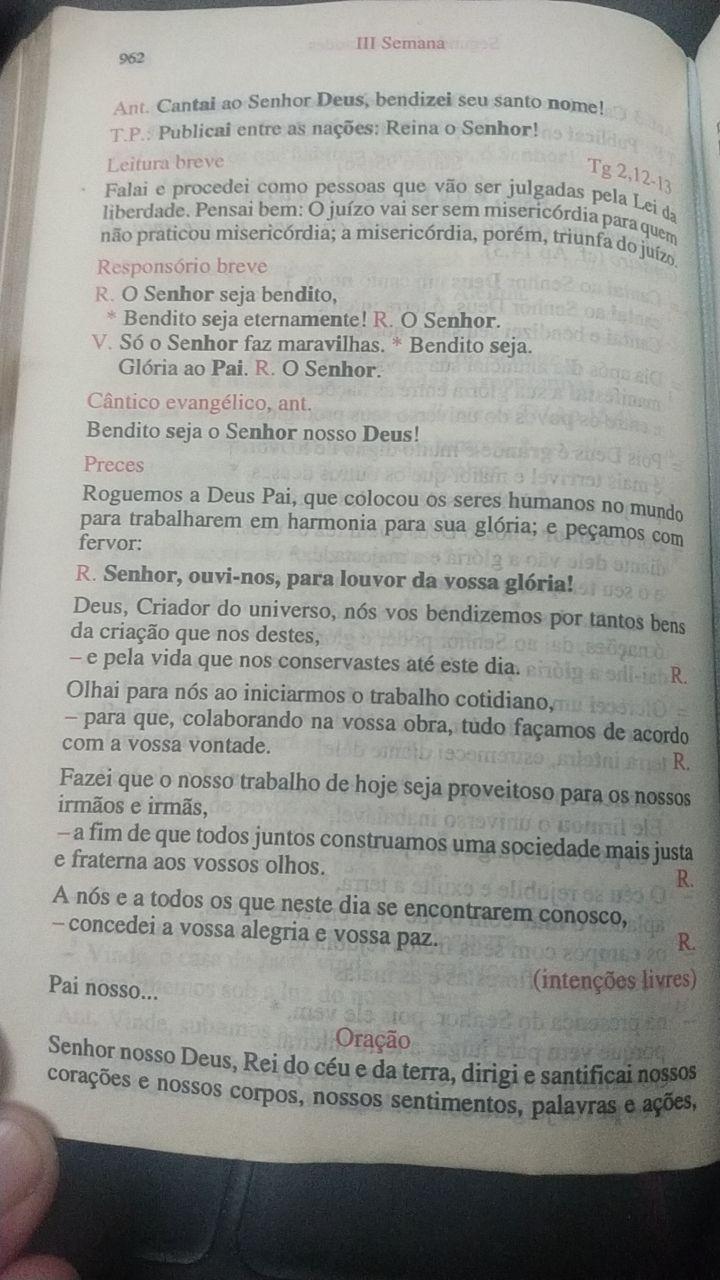 962
III Semana
Ant. Cantai ao Senhor Deus, bendizei seu santo nome!
T.P.: Publicai entre as nações: Reina o Senhor!
Leitura breve
Tg 2,12-13
Falai e procedei como pessoas que vão ser julgadas pela Lei da
liberdade. Pensai bem: O juízo vai ser sem misericórdia para quem
não praticou misericórdia; a misericórdia, porém, triunfa do juízo.
Responsório breve
R. O Senhor seja bendito,
* Bendito seja eternamente! R. O Senhor.
V. Só o Senhor faz maravilhas. * Bendito seja.
Glória ao Pai. R. O Senhor.
Cântico evangélico, ant.
Bendito seja o Senhor nosso Deus!
Preces
Roguemos a Deus Pai, que colocou os seres humanos no mundo
para trabalharem em harmonia para sua glória; e peçamos com
fervor:
R. Senhor, ouvi-nos, para louvor da vossa glória!
Deus, Criador do universo, nós vos bendizemos por tantos bens
da criação que nos destes,
– e pela vida que nos conservastes até este dia. R.
Olhai para nós ao iniciarmos o trabalho cotidiano,
– para que, colaborando na vossa obra, tudo façamos de acordo
com a vossa vontade. R.
Fazei que o nosso trabalho de hoje seja proveitoso para os nossos
irmãos e irmãs,
– a fim de que todos juntos construamos uma sociedade mais justa
e fraterna aos vossos olhos. R.
A nós e a todos os que neste dia se encontrarem conosco,
– concedei a vossa alegria e vossa paz. R.
(intenções livres)
Pai nosso...
Oração
Senhor nosso Deus, Rei do céu e da terra, dirigi e santificai nossos
corações e nossos corpos, nossos sentimentos, palavras e ações,